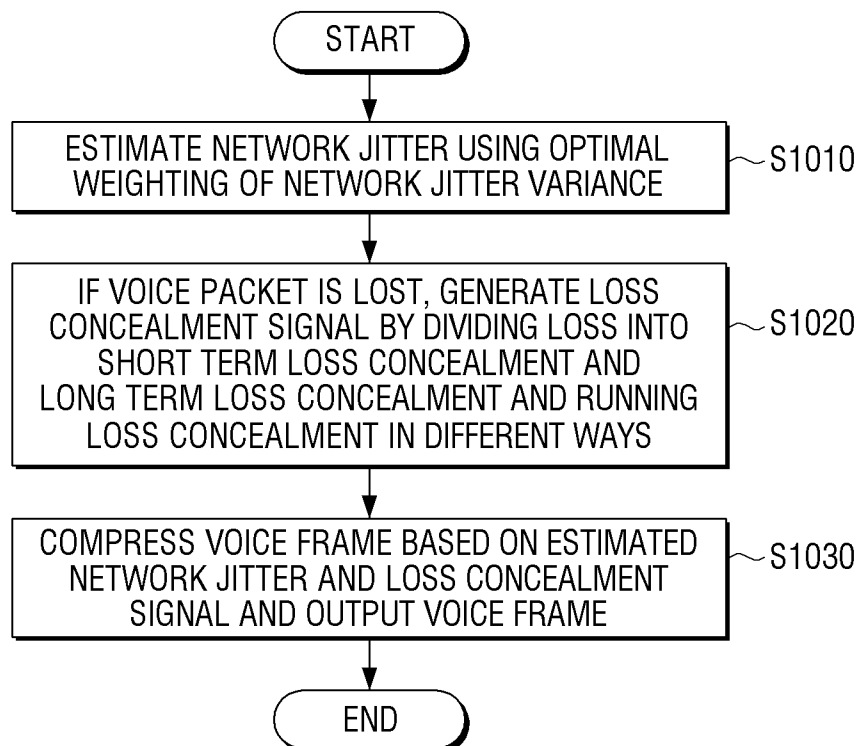 START
ESTIMATE NETWORK JITTER USING OPTIMAL
WEIGHTING OF NETWORK JITTER VARIANCE
S1010
IF VOICE PACKET IS LOST, GENERATE LOSS
CONCEALMENT SIGNAL BY DIVIDING LOSS INTO
SHORT TERM LOSS CONCEALMENT AND
LONG TERM LOSS CONCEALMENT AND RUNNING
LOSS CONCEALMENT IN DIFFERENT WAYS
S1020
COMPRESS VOICE FRAME BASED ON ESTIMATED
NETWORK JITTER AND LOSS CONCEALMENT
SIGNAL AND OUTPUT VOICE FRAME
S1030
END